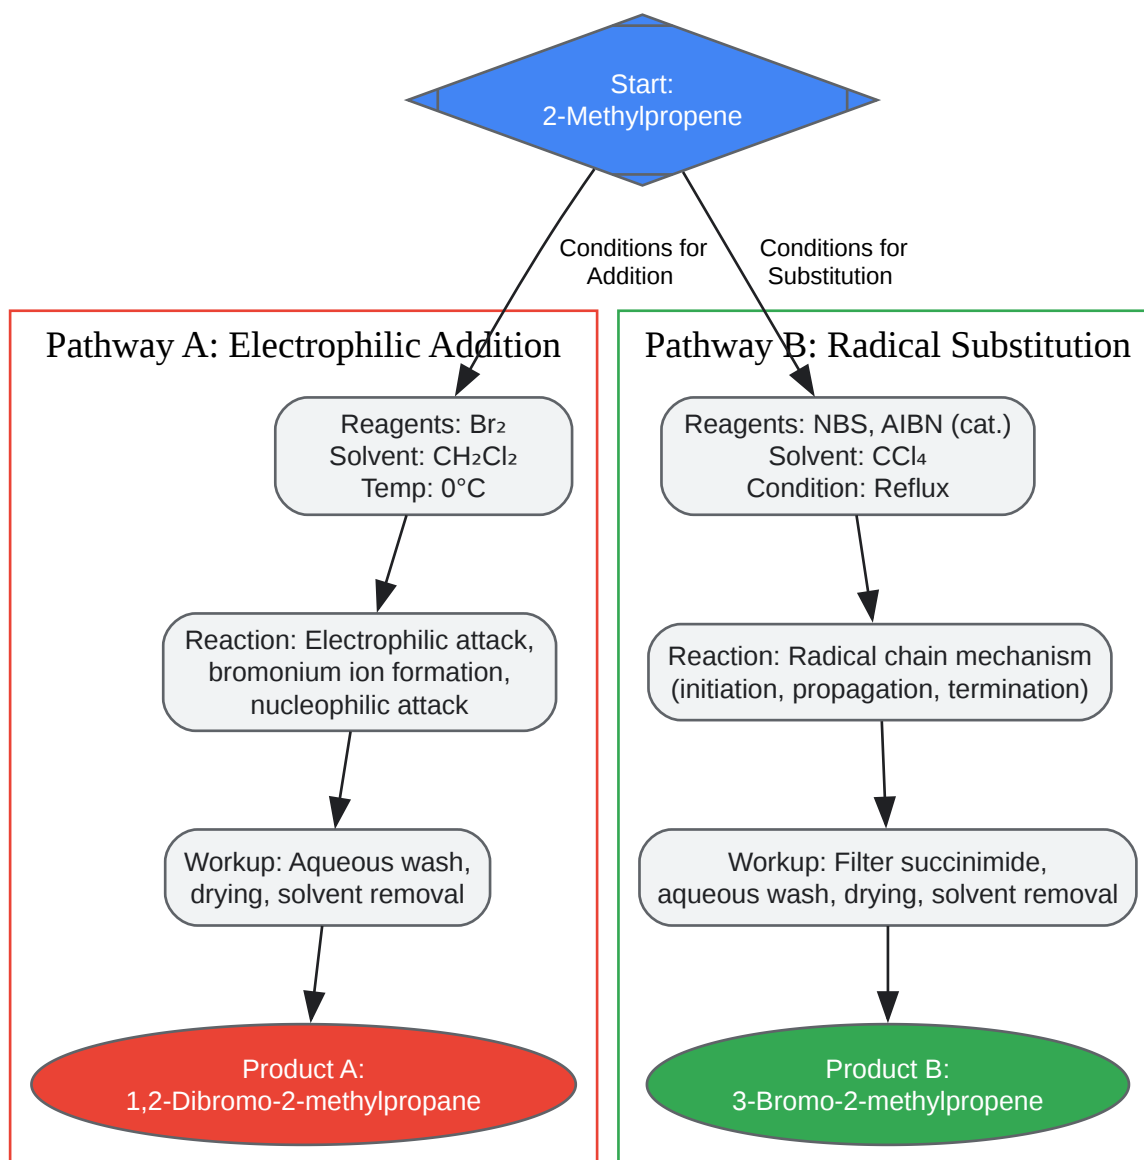 Start:
2-Methylpropene
Conditions for
Addition
Conditions for
Substitution
Pathway A: Electrophilic Addition
Reagents: Br₂
Solvent: CH₂Cl₂
Temp: 0°C
Reaction: Electrophilic attack,
bromonium ion formation,
nucleophilic attack
Workup: Aqueous wash,
drying, solvent removal
Product A:
1,2-Dibromo-2-methylpropane
Pathway B: Radical Substitution
Reagents: NBS, AIBN (cat.)
Solvent: CCl₄
Condition: Reflux
Reaction: Radical chain mechanism
(initiation, propagation, termination)
Workup: Filter succinimide,
aqueous wash, drying, solvent removal
Product B:
3-Bromo-2-methylpropene